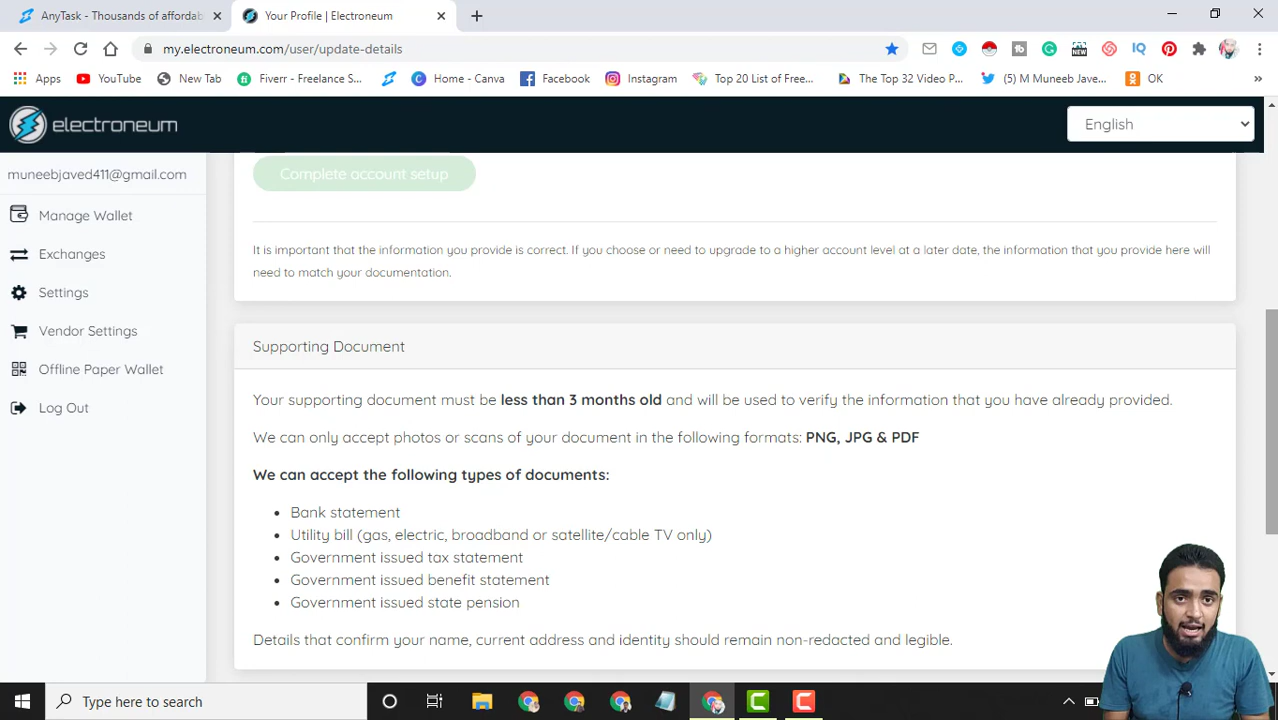 AnyTask - Thousands of affordab
Your Profile | Electroneum
my.electroneum.com/user/update-details
Apps
YouTube
New Tab
Fiverr - Freelance S...
Home - Canva
Facebook
Instagram
Top 20 List of Free...
The Top 32 Video P...
(5) M Muneeb Jave...
OK
electroneum
English
muneebjaved411@gmail.com
Manage Wallet
Exchanges
Settings
Vendor Settings
Offline Paper Wallet
Log Out
Complete account setup
It is important that the information you provide is correct. If you choose or need to upgrade to a higher account level at a later date, the information that you provide here will
need to match your documentation.
Supporting Document
Your supporting document must be less than 3 months old and will be used to verify the information that you have already provided.
We can only accept photos or scans of your document in the following formats: PNG, JPG & PDF
We can accept the following types of documents:
Bank statement
Utility bill (gas, electric, broadband or satellite/cable TV only)
Government issued tax statement
Government issued benefit statement
Government issued state pension
Details that confirm your name, current address and identity should remain non-redacted and legible.
Type here to search